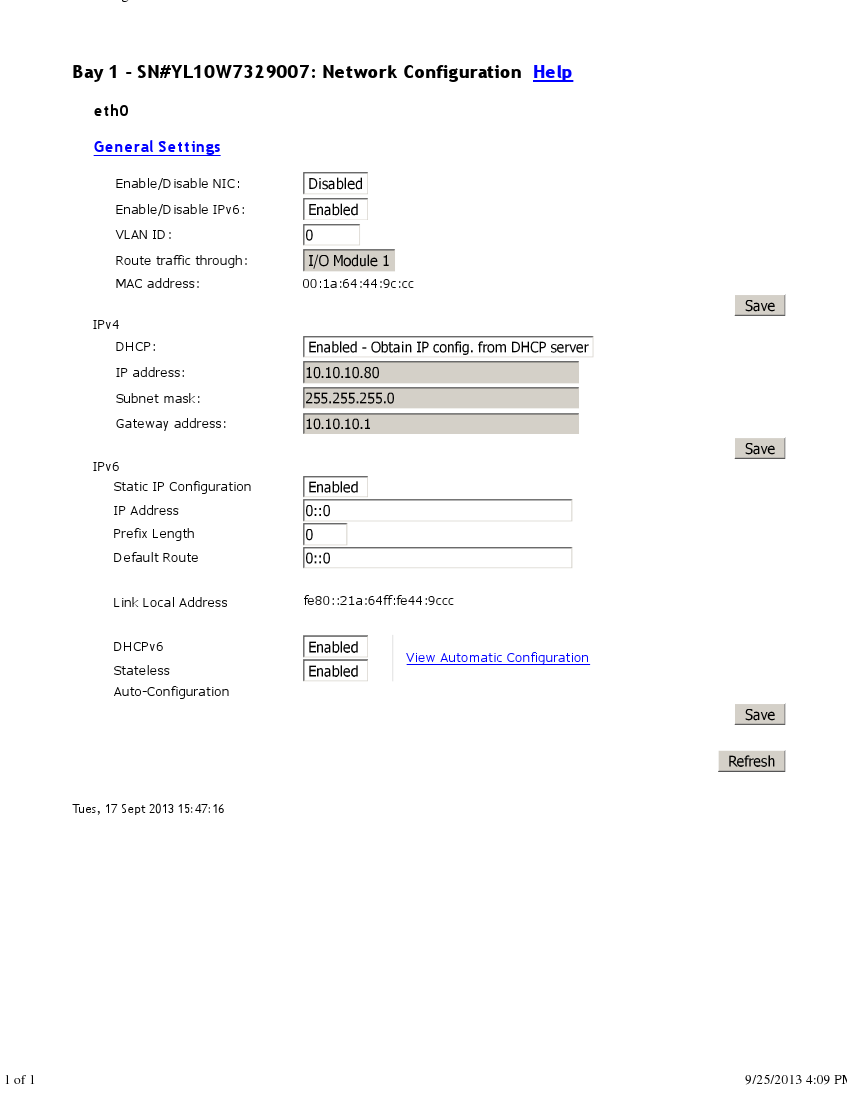 Bay 1 - SN#YL10W7329007: Network Configuration Help
eth0
General Settings
Enable/Disable NIC: Disabled
Enable/Disable IPv6: Enabled
VLAN ID: 0
Route traffic through: I/O Module 1
MAC address: 00:1a:64:44:9c:cc
Save
IPv4
DHCP: Enabled - Obtain IP config. from DHCP server
IP address: 10.10.10.80
Subnet mask: 255.255.255.0
Gateway address: 10.10.10.1
Save
IPv6
Static IP Configuration Enabled
IP Address 0::0
Prefix Length 0
Default Route 0::0
Link Local Address fe80::21a:64ff:fe44:9ccc
DHCPv6 Enabled
View Automatic Configuration
Stateless Enabled
Auto-Configuration
Save
Refresh
Tues, 17 Sept 2013 15:47:16
1 of 1 9/25/2013 4:09 PM